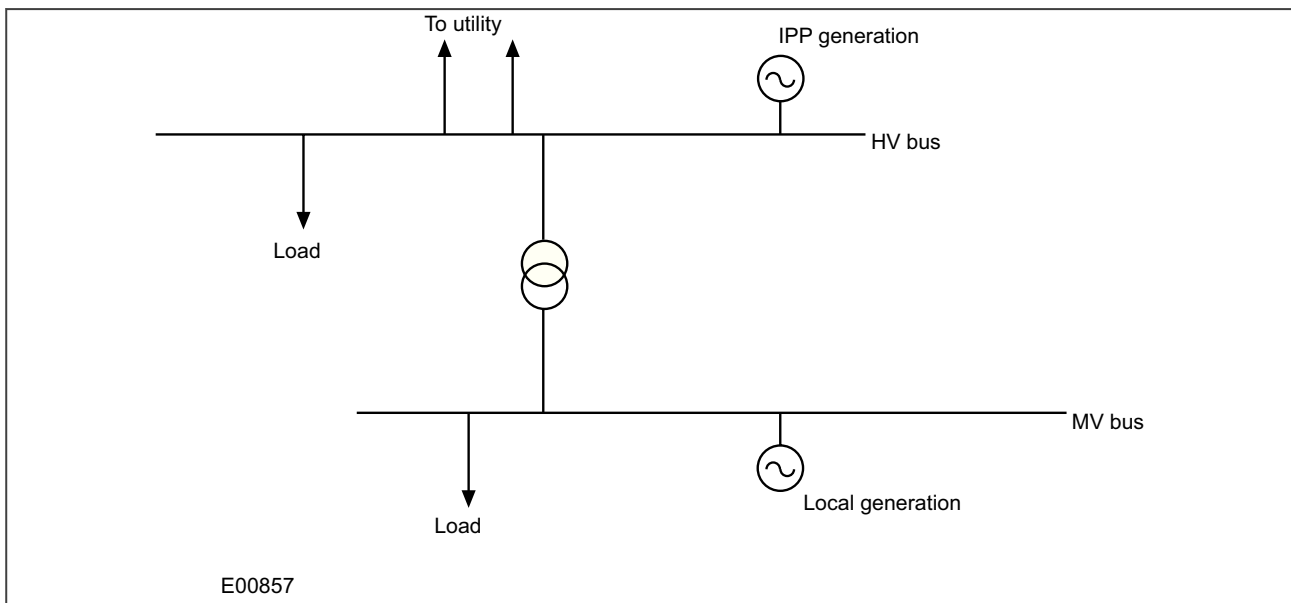 To utility
IPP generation
HV bus
Load
MV bus
Local generation
Load
E00857